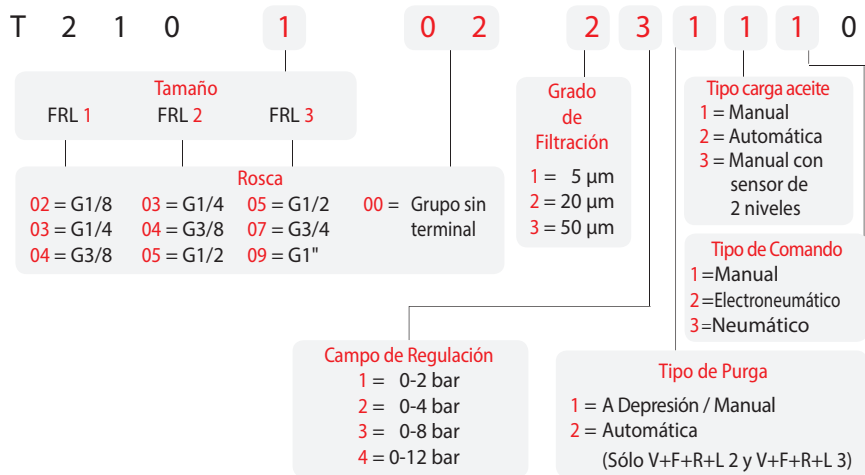 T 2 1 0 1 0 2 2 3 1 1 1 0
Tamaño
FRL 1 FRL 2 FRL 3
Rosca
02 = G1/8 03 = G1/4 05 = G1/2 00 = Grupo sin
03 = G1/4 04 = G3/8 07 = G3/4 terminal
04 = G3/8 05 = G1/2 09 = G1"
Grado
de
Filtración
1 = 5 µm
2 = 20 µm
3 = 50 µm
Tipo carga aceite
1 = Manual
2 = Automática
3 = Manual con
sensor de
2 niveles
Tipo de Comando
1 =Manual
2 =Electroneumático
3 =Neumático
Campo de Regulación
1 = 0-2 bar
2 = 0-4 bar
3 = 0-8 bar
4 = 0-12 bar
Tipo de Purga
1 = A Depresión / Manual
2 = Automática
(Sólo V+F+R+L 2 y V+F+R+L 3)